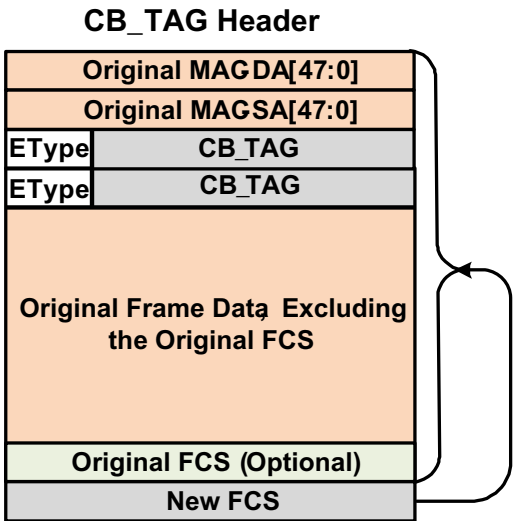 CB_TAG Header
Original MAC-DA[47:0]
Original MAC-SA[47:0]
EType CB_TAG
EType CB_TAG
Original Frame Data, Excluding
the Original FCS
Original FCS (Optional)
New FCS